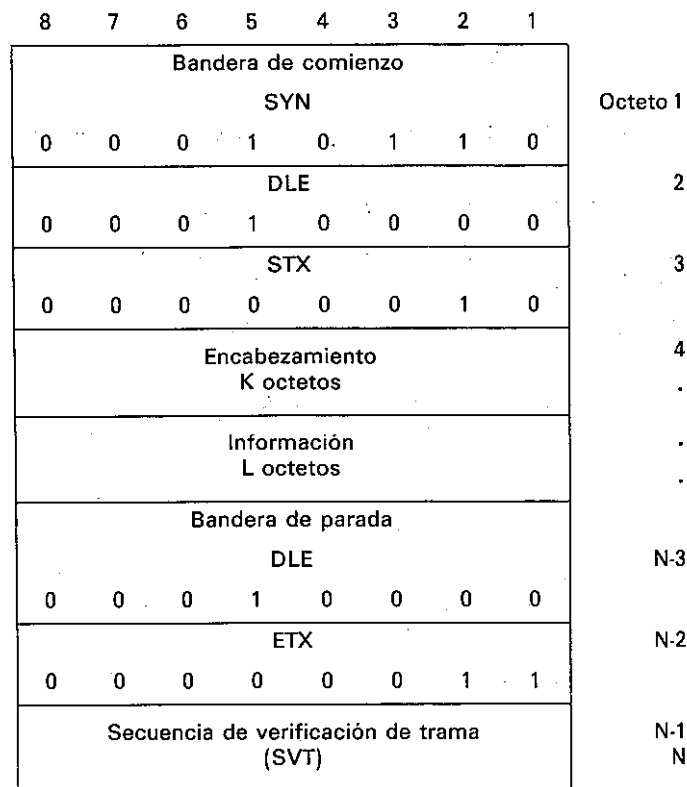 8 7 6 5 4 3 2 1
Bandera de comienzo
SYN Octeto 1
0 0 0 1 0 1 1 0
DLE 2
0 0 0 1 0 0 0 0
STX 3
0 0 0 0 0 0 1 0
Encabezamiento 4
K octetos .
Información .
L octetos .
Bandera de parada
DLE N-3
0 0 0 1 0 0 0 0
ETX N-2
0 0 0 0 0 0 1 1
Secuencia de verificación de trama N-1
(SVT) N